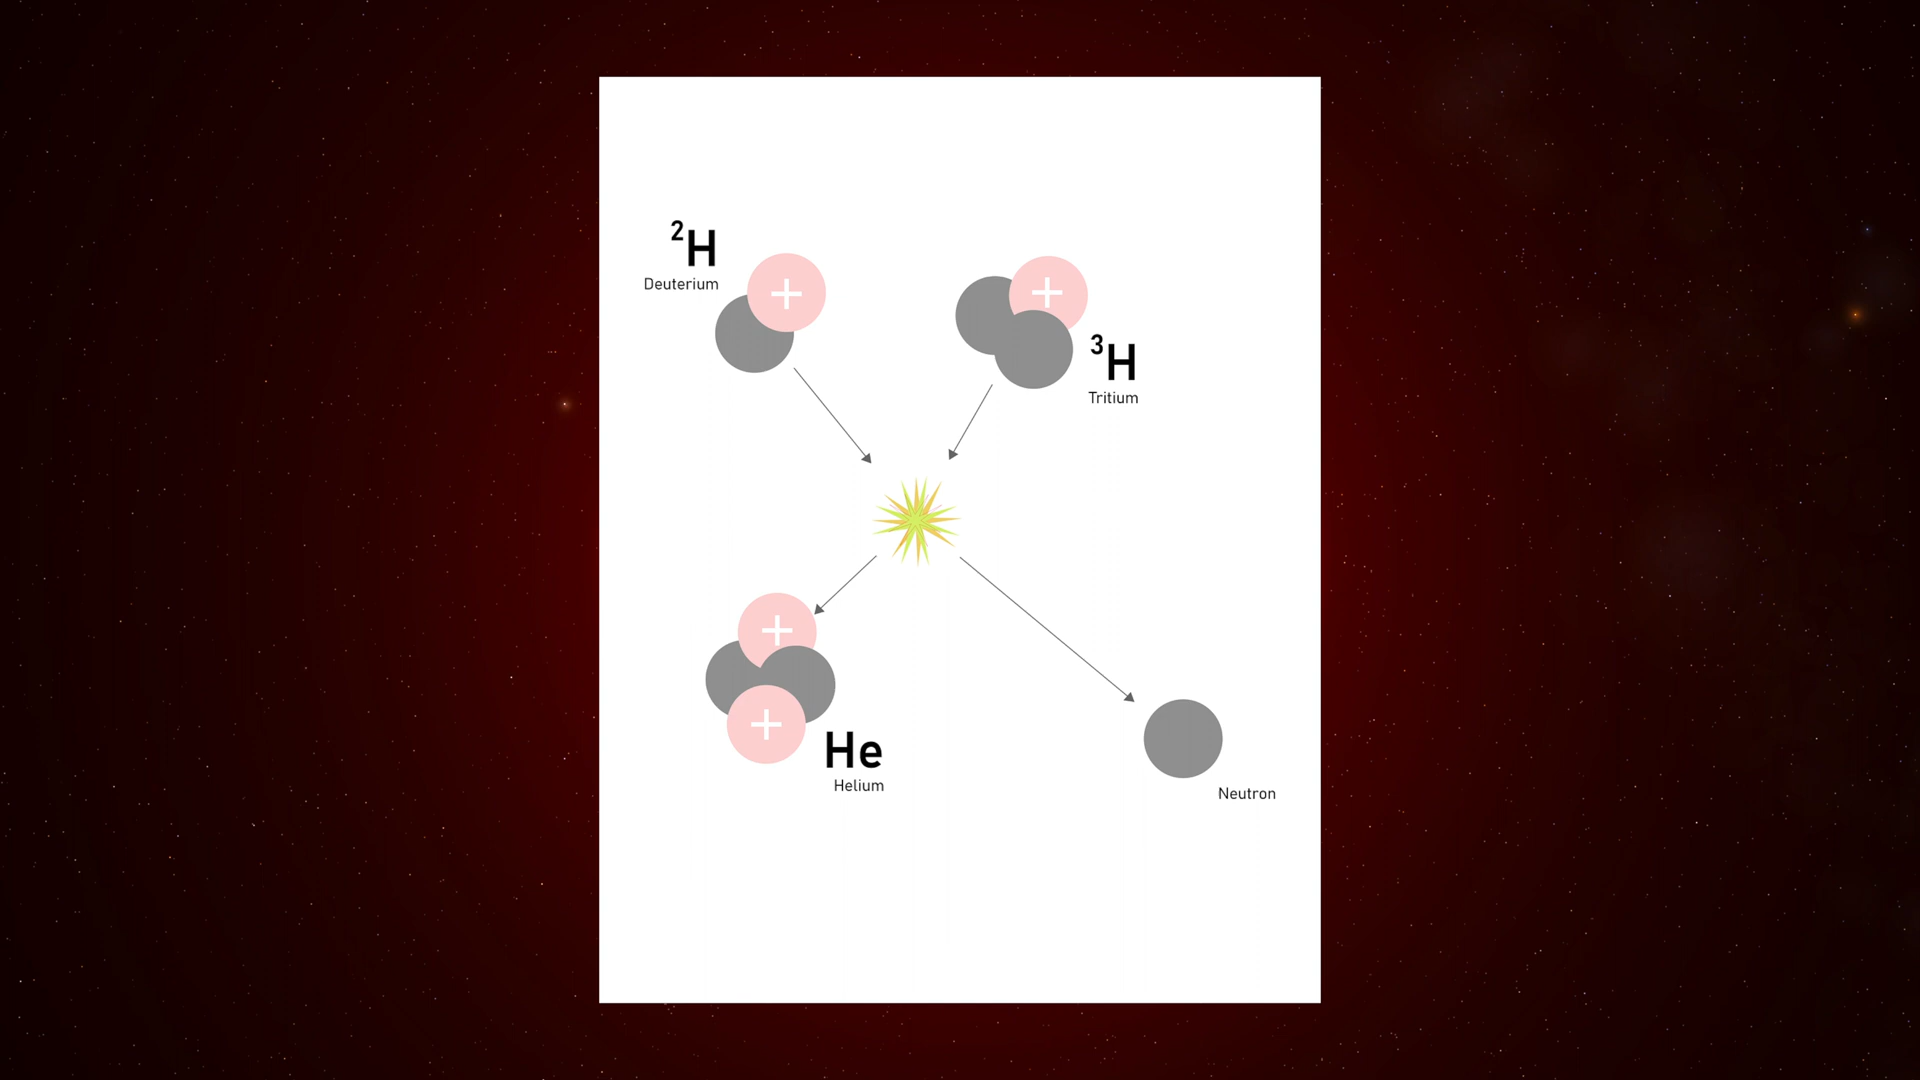 ²H
Deuterium
+
+
³H
Tritium
+
+
He
Helium
Neutron